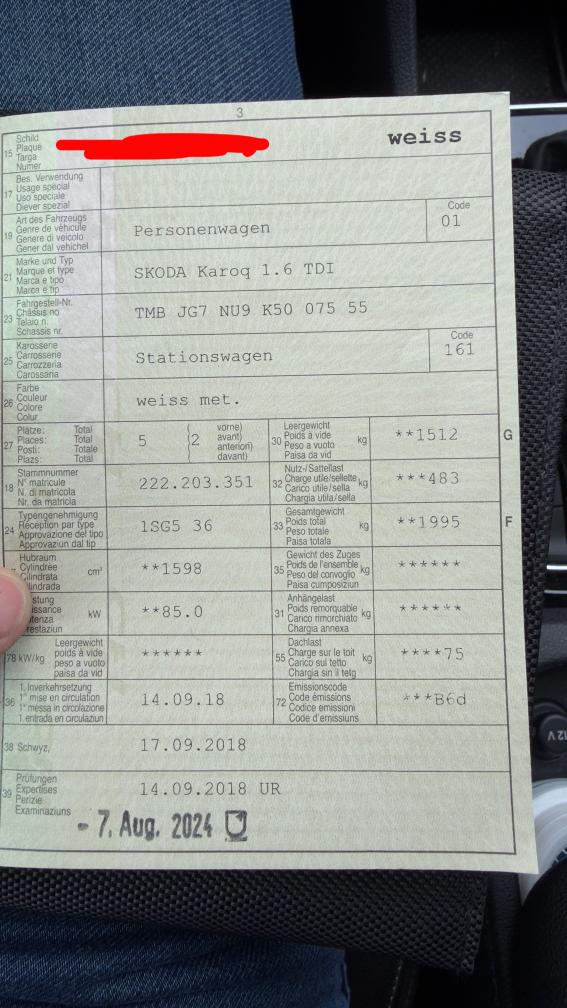 3
15 Schild
Plaque
Targa
Numer
weiss
17 Bes. Verwendung
Usage spécial
Uso speciale
Diever spezial
19 Art des Fahrzeugs
Genre de véhicule
Genere di veicolo
Gener dal vehichel
Personenwagen
Code
01
21 Marke und Typ
Marque et type
Marca e tipo
Marca e tip
SKODA Karoq 1.6 TDI
23 Fahrgestell-Nr.
Châssis no
Telaio n.
Schassis nr.
TMB JG7 NU9 K50 075 55
25 Karosserie
Carrosserie
Carrozzeria
Carossaria
Stationswagen
Code
161
26 Farbe
Couleur
Colore
Colur
weiss met.
27 Plätze: Total
Places: Totale
Posti: Totale
Plazs: Totale
5 (2 vorne)
avant)
anteriori)
davant)
30 Leergewicht
Poids à vide
Peso a vuoto
Paisa da vid
kg
**1512
G
18 Stammnummer
N° matricule
N. di matricola
Nr. da matricla
222.203.351
32 Nutz-/Sattellast
Charge utile/sellette
Carico utile/sella
Chargia utila/sella
kg
***483
24 Typengenehmigung
Réception par type
Approvazione del tipo
Approvaziun dal tip
1SG5 36
33 Gesamtgewicht
Poids total
Peso totale
Paisa totala
kg
**1995
F
Hubraum
Cylindrée
Cilindrata
cilindrada
cm³
**1598
35 Gewicht des Zuges
Poids de l'ensemble
Peso del convoglio
Paisa cumposiziun
kg
******
stung
issance
tenza
restaziun
kW
**85.0
31 Anhängelast
Poids remorquable
Carico rimorchiato
Chargia annexa
kg
******
78 kW/kg
Leergewicht
poids à vide
peso a vuoto
paisa da vid
******
55 Dachlast
Charge sur le toit
Carico sul tetto
Chargia sin il tetg
kg
****75
36 1. Inverkehrsetzung
1re mise en circulation
1a messa in circolazione
1. entrada en circulaziun
14.09.18
72 Emissionscode
Code émissions
Codice emissioni
Code d'emissiuns
***B6d
38 Schwyz,
17.09.2018
39 Prüfungen
Expertises
Perizie
Examinaziuns
14.09.2018 UR
- 7. Aug. 2024